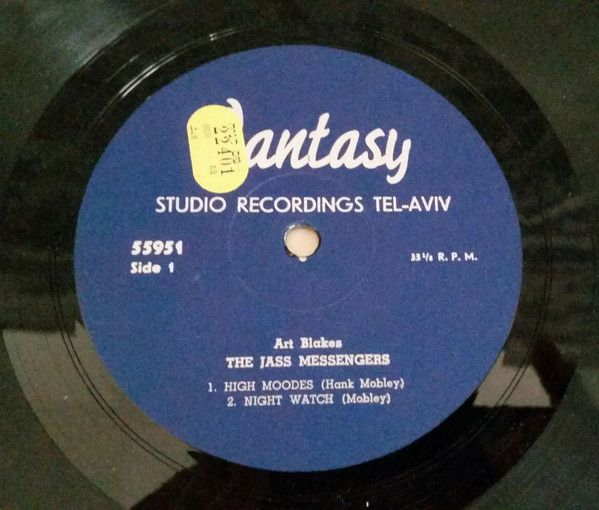 Fantasy
STUDIO RECORDINGS TEL-AVIV
55951
Side 1
33⅓ R. P. M.
Art Blakes
THE JASS MESSENGERS
1. HIGH MOODES (Hank Mobley)
2. NIGHT WATCH (Mobley)